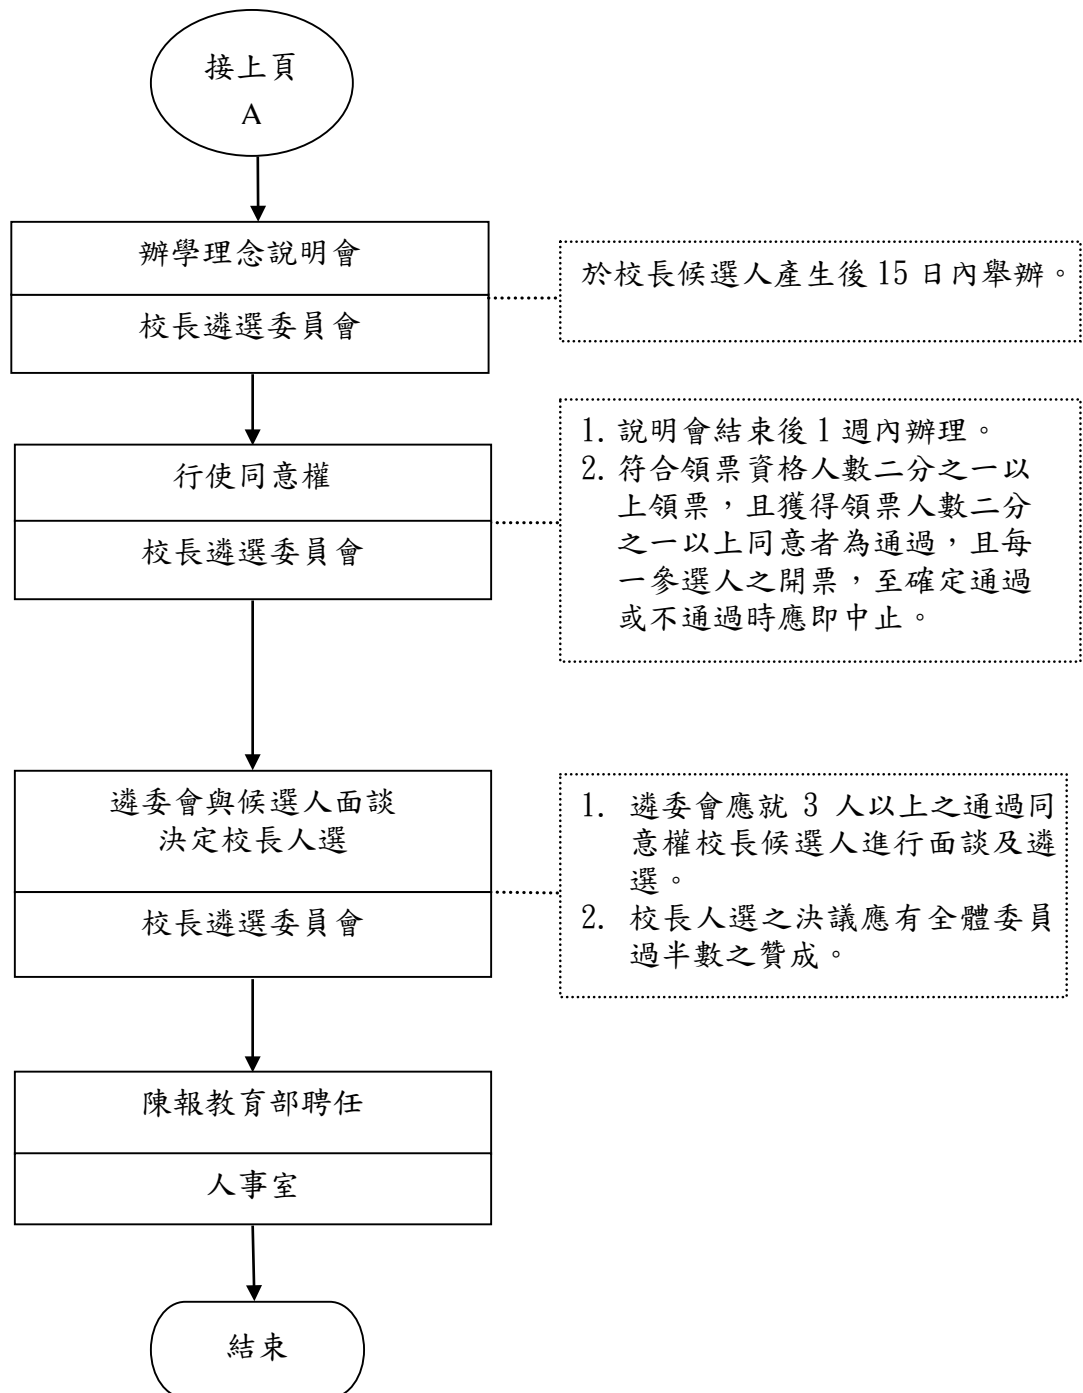 接上頁
A
辦學理念說明會
校長遴選委員會
於校長候選人產生後 15 日內舉辦。
行使同意權
校長遴選委員會
1. 說明會結束後 1 週內辦理。
2. 符合領票資格人數二分之一以
上領票，且獲得領票人數二分
之一以上同意者為通過，且每
一參選人之開票，至確定通過
或不通過時應即中止。
遴委會與候選人面談
決定校長人選
校長遴選委員會
1. 遴委會應就 3 人以上之通過同
意權校長候選人進行面談及遴
選。
2. 校長人選之決議應有全體委員
過半數之贊成。
陳報教育部聘任
人事室
結束